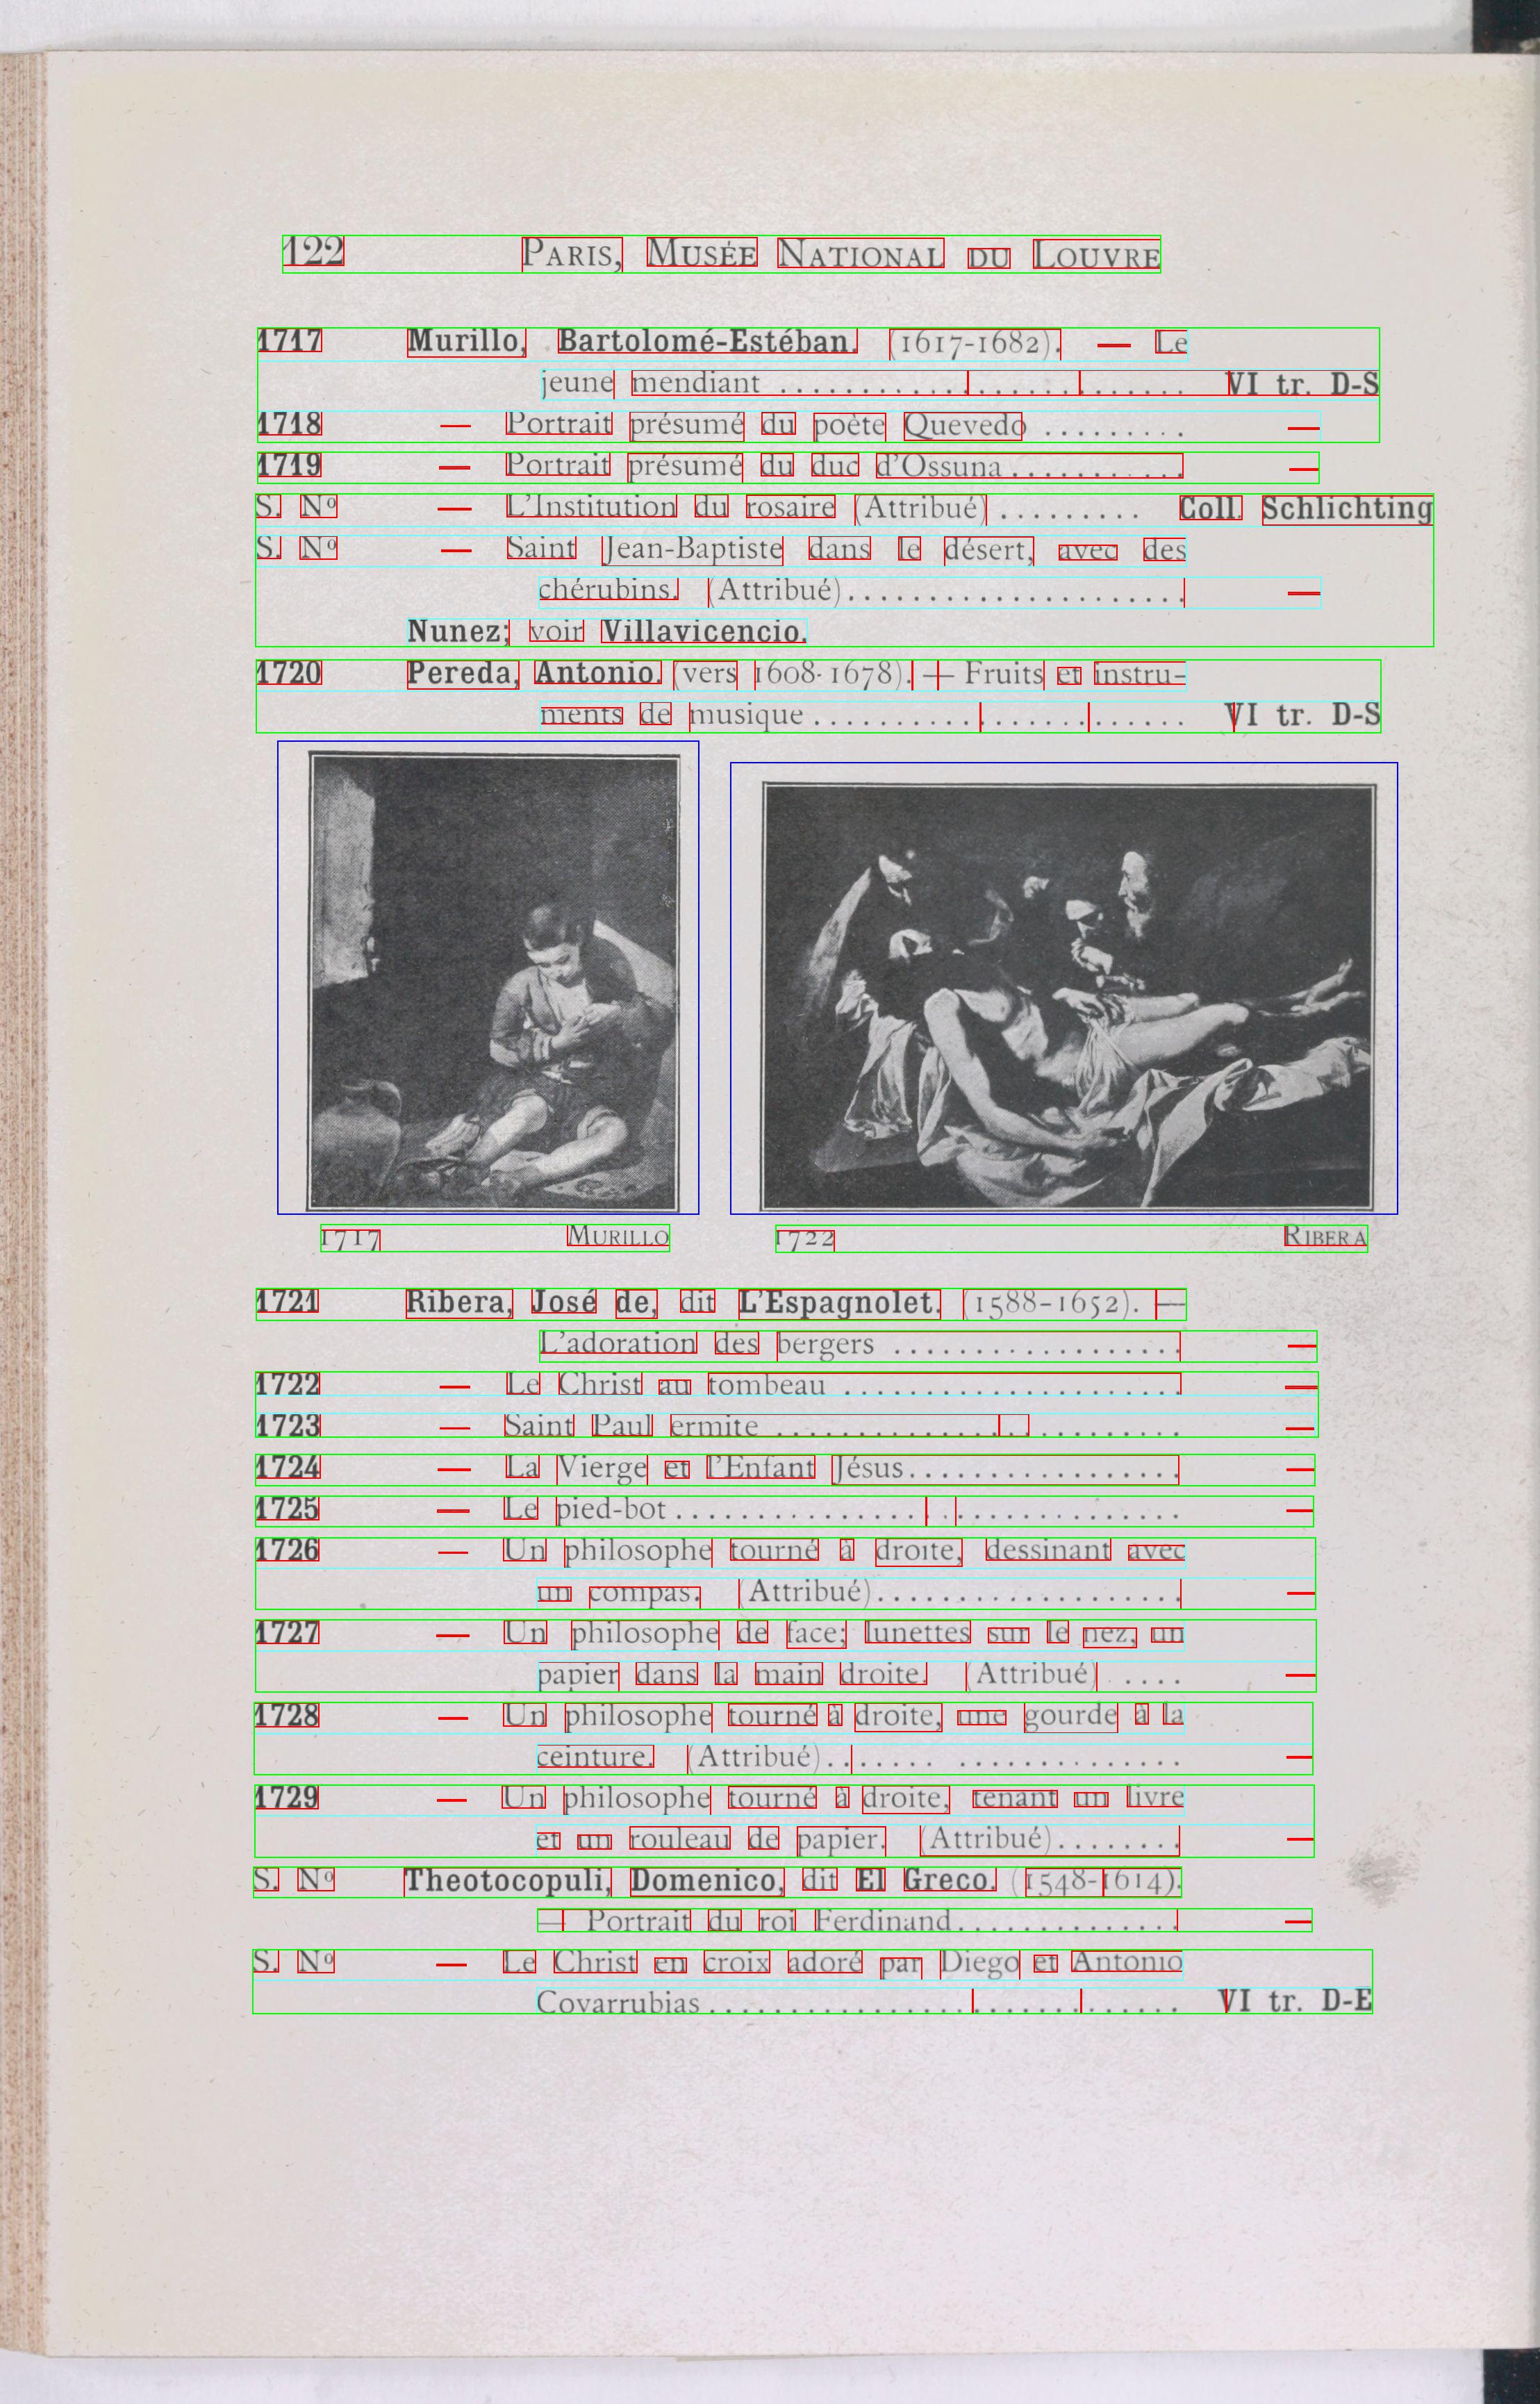 122 PARIS, MUSÉE NATIONAL DU LOUVRE
1717 Murillo, Bartolomé-Estéban. (1617-1682). — Le
jeune mendiant .......................... VI tr. D-S
1718 — Portrait présumé du poète Quevedo ......... —
1719 — Portrait présumé du duc d'Ossuna........... —
S. Nº — L'Institution du rosaire (Attribué) ......... Coll. Schlichting
S. Nº — Saint Jean-Baptiste dans le désert, avec des
chérubins. (Attribué)..................... —
Nunez; voir Villavicencio.
1720 Pereda, Antonio. (vers 1608-1678). — Fruits et instru-
ments de musique ........................ VI tr. D-S
1717 MURILLO
1722 RIBERA
1721 Ribera, José de, dit L'Espagnolet. (1588-1652). —
L'adoration des bergers .................. —
1722 — Le Christ au tombeau ..................... —
1723 — Saint Paul ermite .......................... —
1724 — La Vierge et l'Enfant Jésus................. —
1725 — Le pied-bot ................................ —
1726 — Un philosophe tourné à droite, dessinant avec
un compas. (Attribué)................... —
1727 — Un philosophe de face; lunettes sur le nez, un
papier dans la main droite. (Attribué) .... —
1728 — Un philosophe tourné à droite, une gourde à la
ceinture. (Attribué)...... .............. —
1729 — Un philosophe tourné à droite, tenant un livre
et un rouleau de papier. (Attribué)........ —
S. Nº Theotocopuli, Domenico, dit El Greco. (1548-1614).
— Portrait du roi Ferdinand.............. —
S. Nº — Le Christ en croix adoré par Diego et Antonio
Covarrubias .............................. VI tr. D-E